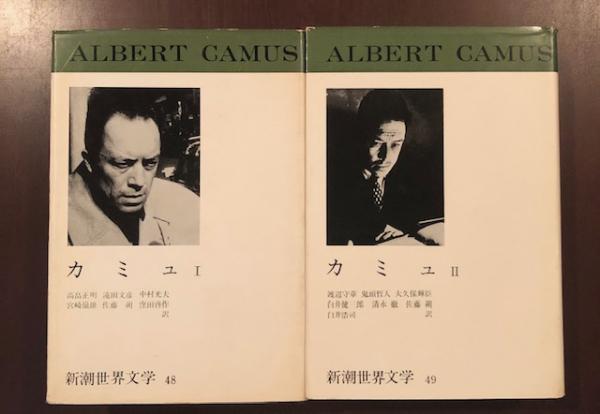 ALBERT CAMUS
カミュ I
高畠正明 滝田文彦 中村光夫
宮崎嶺雄 佐藤 朔 窪田啓作
訳
新潮世界文学 48
ALBERT CAMUS
カミュ II
渡辺守章 鬼頭哲人 大久保輝臣
白井健三郎 清水 徹 佐藤 朔
白井浩司 訳
新潮世界文学 49